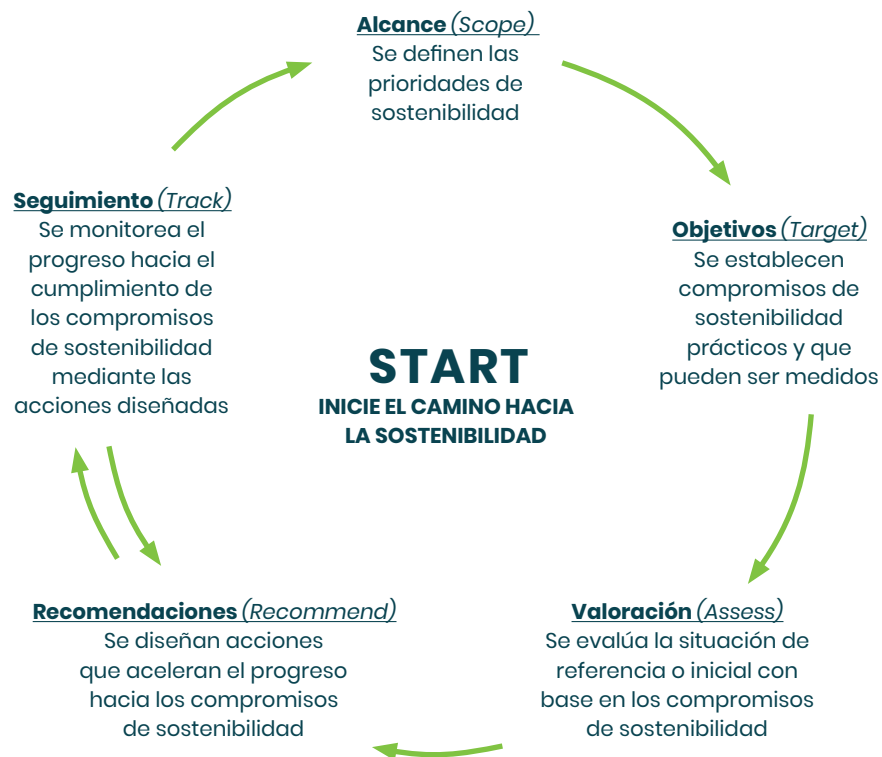 Alcance (Scope)
Se definen las
prioridades de
sostenibilidad
Objetivos (Target)
Se establecen
compromisos de
sostenibilidad
prácticos y que
pueden ser medidos
Valoración (Assess)
Se evalúa la situación de
referencia o inicial con
base en los compromisos
de sostenibilidad
Recomendaciones (Recommend)
Se diseñan acciones
que aceleran el progreso
hacia los compromisos
de sostenibilidad
Seguimiento (Track)
Se monitorea el
progreso hacia el
cumplimiento de
los compromisos
de sostenibilidad
mediante las
acciones diseñadas
START
INICIE EL CAMINO HACIA
LA SOSTENIBILIDAD